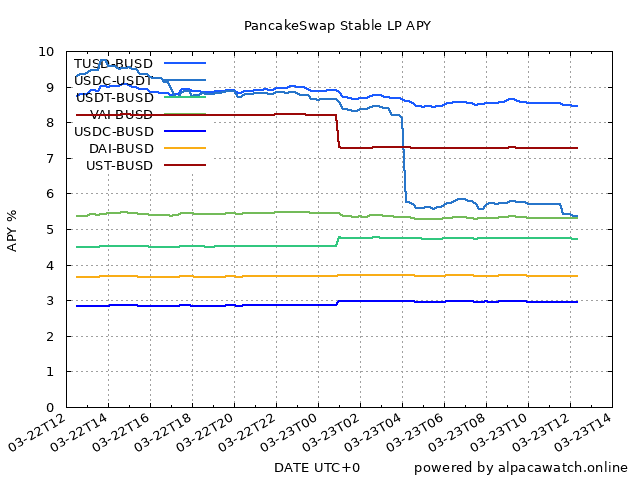 PancakeSwap Stable LP APY
10
9
8
7
6
5
4
3
2
1
0
APY %
TUSD-BUSD
USDC-USDT
USDT-BUSD
VAI-BUSD
USDC-BUSD
DAI-BUSD
UST-BUSD
03-22T12
03-22T14
03-22T16
03-22T18
03-22T20
03-22T22
03-23T00
03-23T02
03-23T04
03-23T06
03-23T08
03-23T10
03-23T12
03-23T14
DATE UTC+0
powered by alpacawatch.online